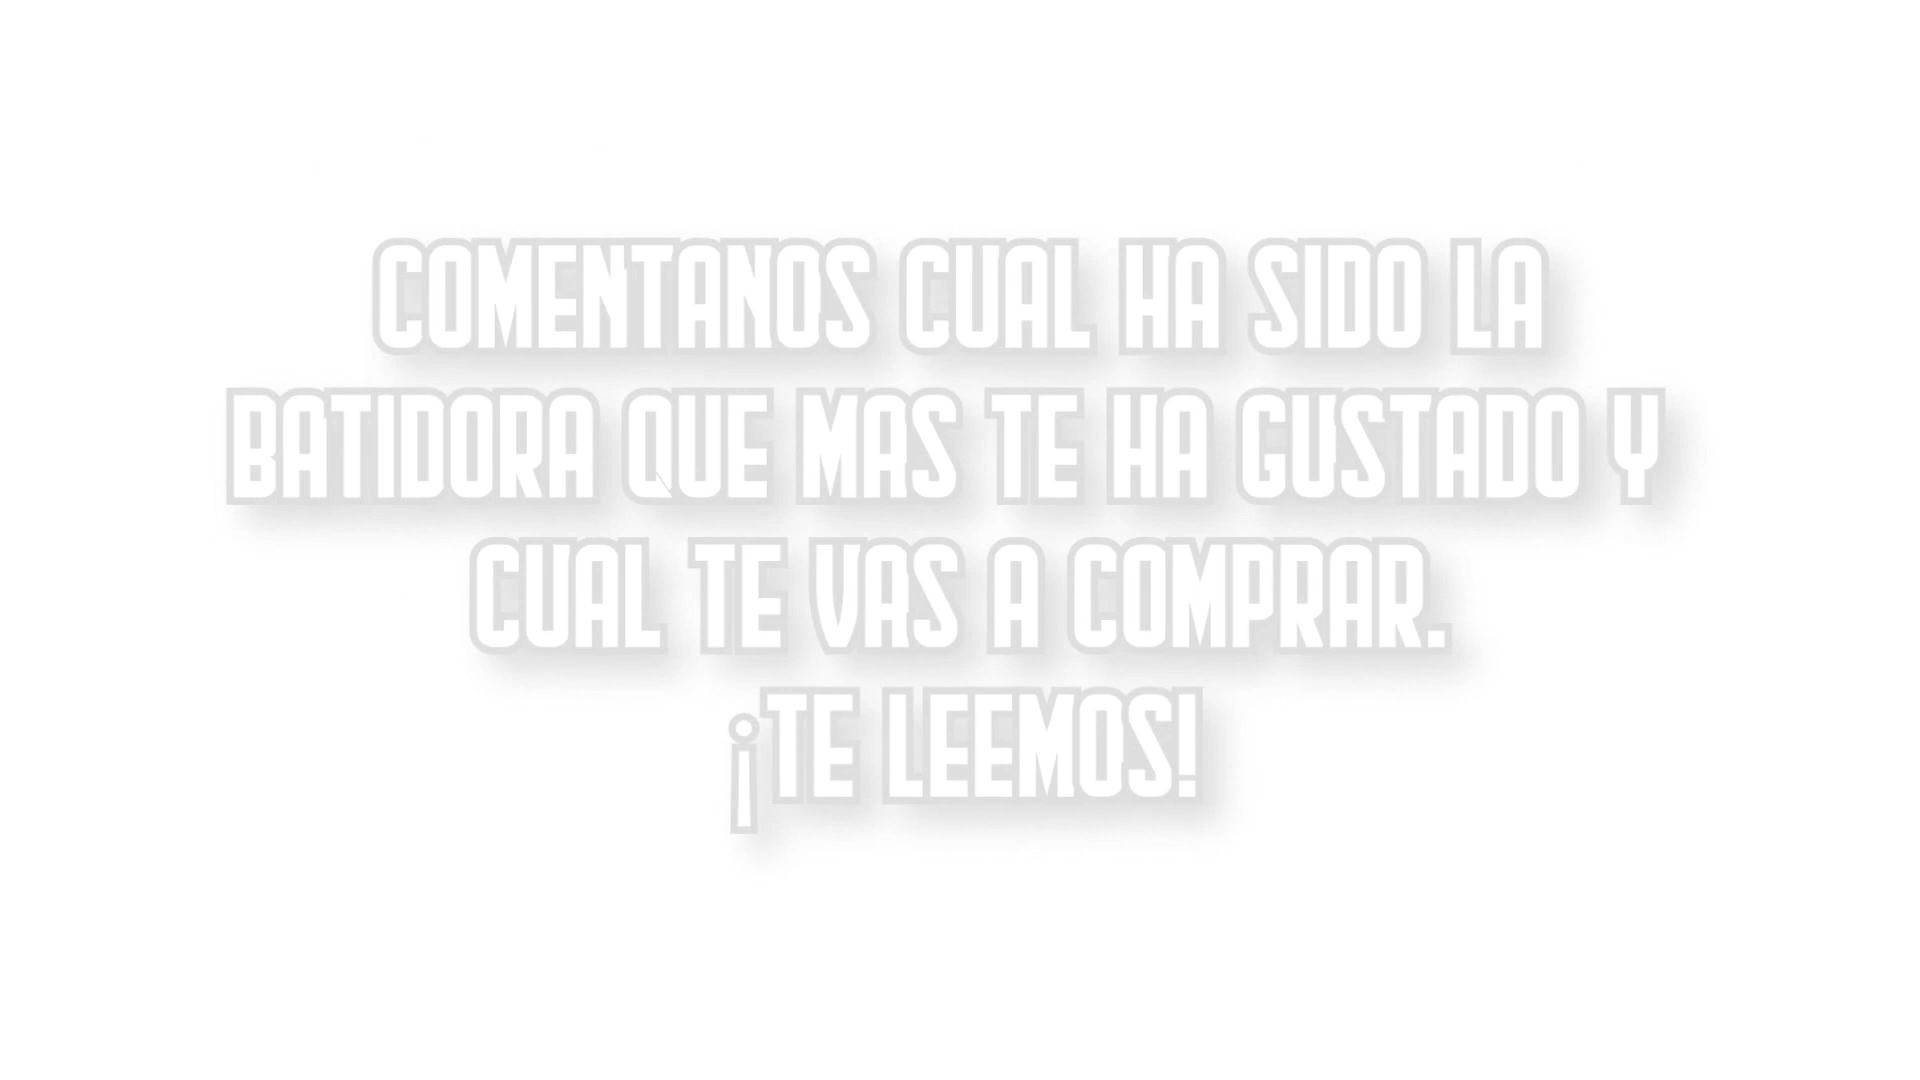 COMENTANOS CUAL HA SIDO LA
BATIDORA QUE MAS TE HA GUSTADO Y
CUAL TE VAS A COMPRAR.
¡TE LEEMOS!